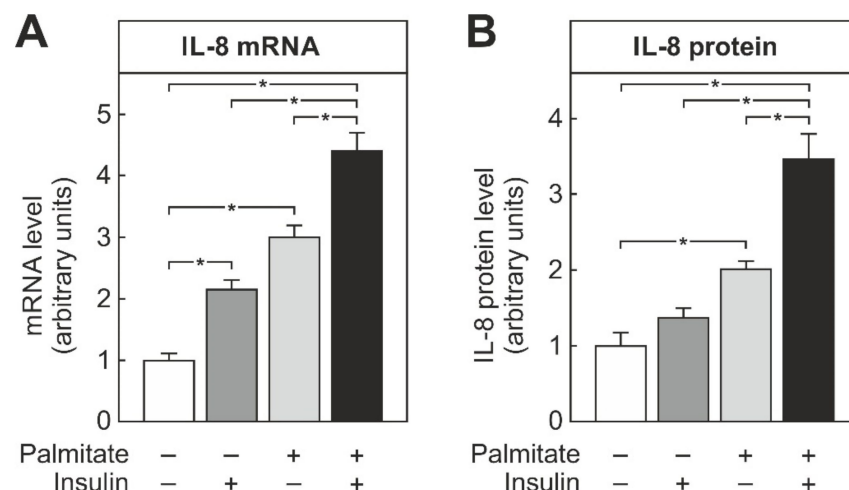 A
IL-8 mRNA
mRNA level
(arbitrary units)
5
4
3
2
1
0
*
*
*
*
*
Palmitate – – + +
Insulin – + – +
B
IL-8 protein
IL-8 protein level
(arbitrary units)
4
3
2
1
0
*
*
*
*
Palmitate – – + +
Insulin – + – +